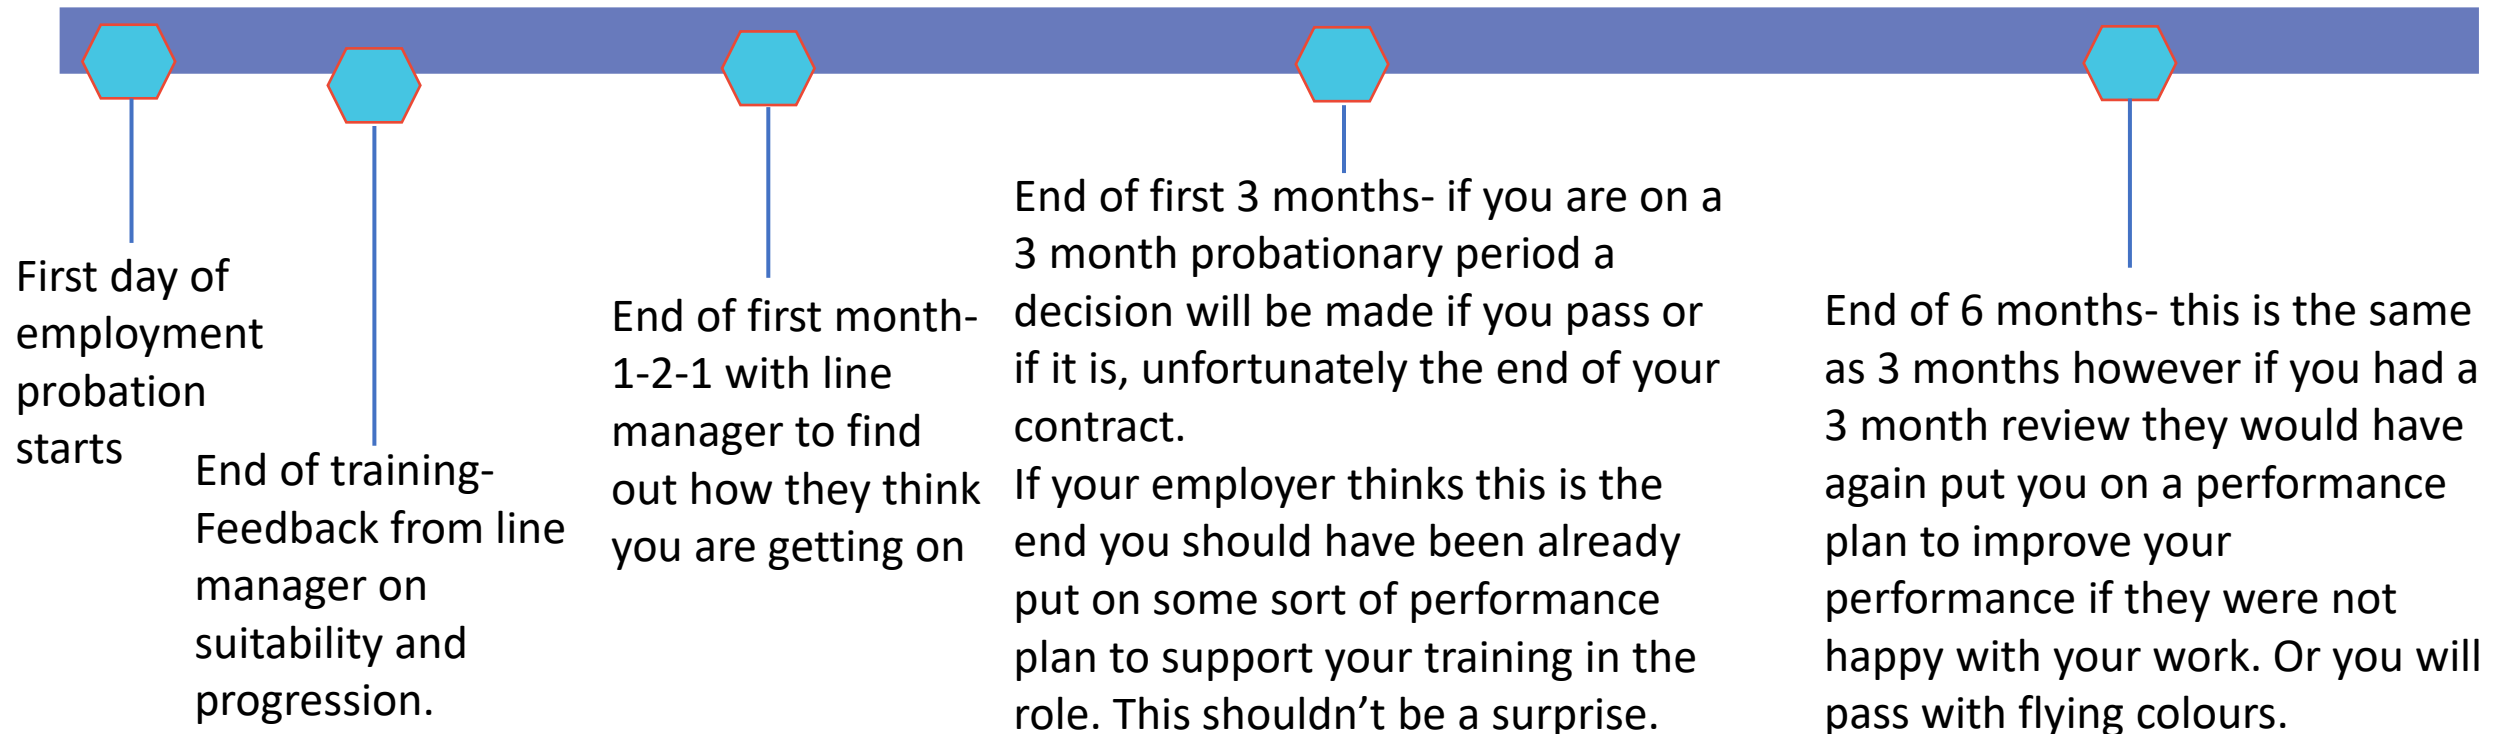 First day of
employment
probation
starts
End of training-
Feedback from line
manager on
suitability and
progression.
End of first month-
1-2-1 with line
manager to find
out how they think
you are getting on
End of first 3 months- if you are on a
3 month probationary period a
decision will be made if you pass or
if it is, unfortunately the end of your
contract.
If your employer thinks this is the
end you should have been already
put on some sort of performance
plan to support your training in the
role. This shouldn’t be a surprise.
End of 6 months- this is the same
as 3 months however if you had a
3 month review they would have
again put you on a performance
plan to improve your
performance if they were not
happy with your work. Or you will
pass with flying colours.